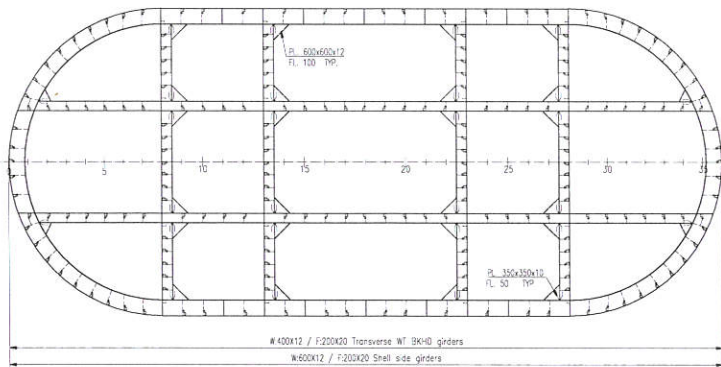 PL 600x600x12
FL. 100 TYP.
5
10
15
20
25
30
35
PL 350x350x10
FL 50 TYP
W:400X12 / F:200X20 Transverse WT BKHD girders
W:600X12 / F:200X20 Shell side girders